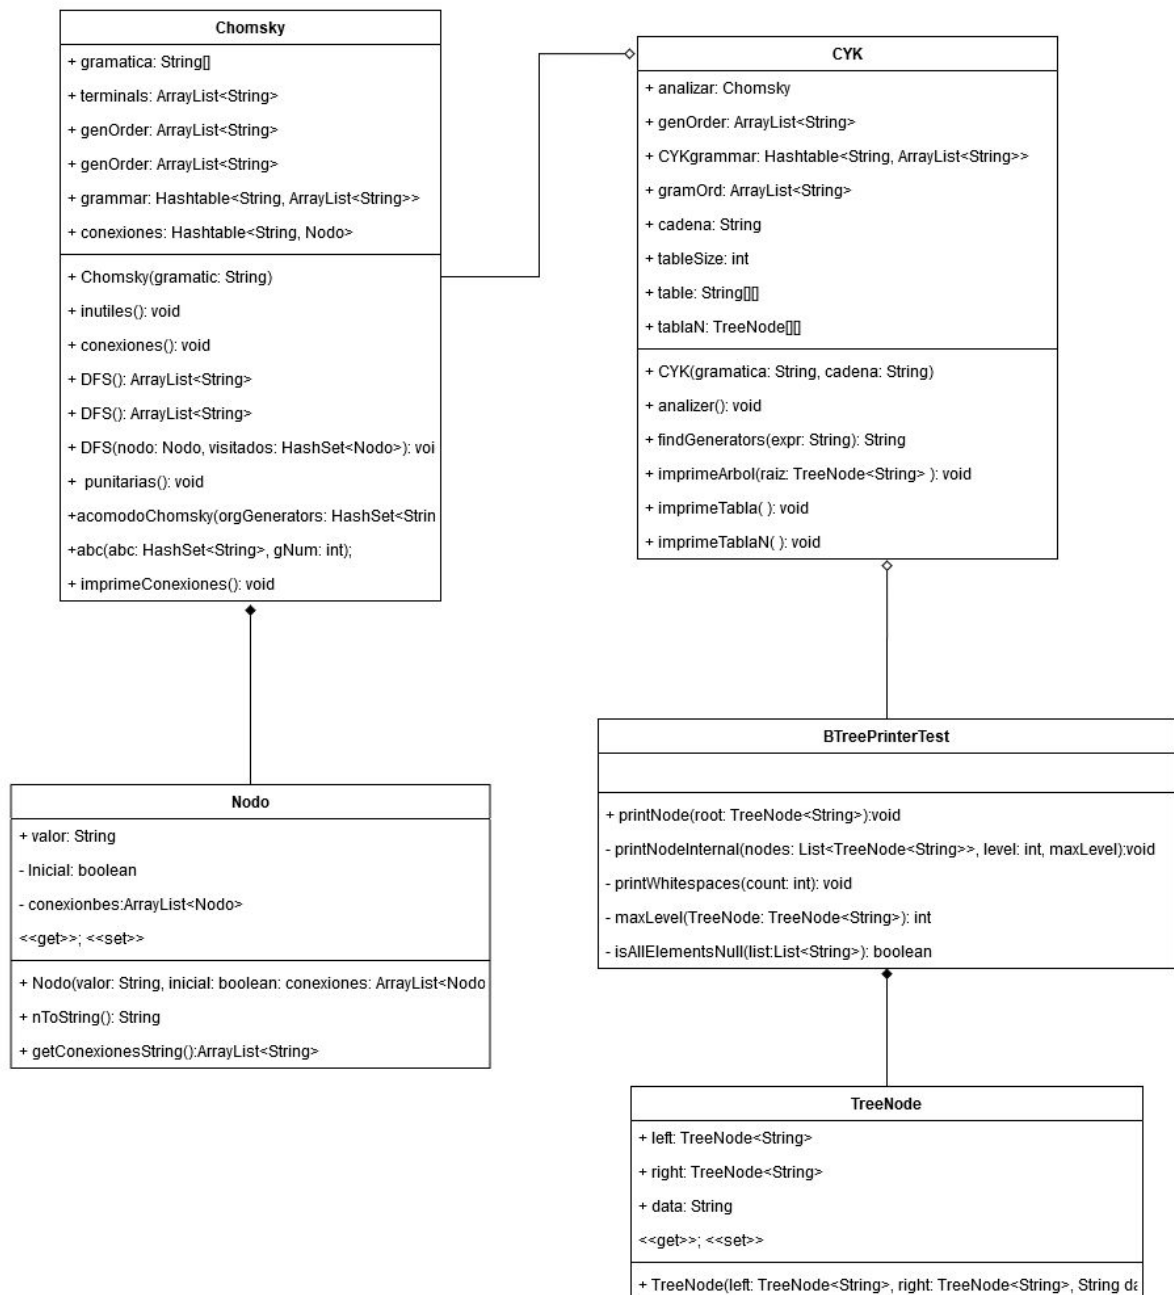 Chomsky
+ gramatica: String[]
+ terminals: ArrayList<String>
+ genOrder: ArrayList<String>
+ genOrder: ArrayList<String>
+ grammar: Hashtable<String, ArrayList<String>>
+ conexiones: Hashtable<String, Nodo>
+ Chomsky(gramatic: String)
+ inutiles(): void
+ conexiones(): void
+ DFS(): ArrayList<String>
+ DFS(): ArrayList<String>
+ DFS(nodo: Nodo, visitados: HashSet<Nodo>): voi
+ punitarias(): void
+acomodoChomsky(orgGenerators: HashSet<Strin
+abc(abc: HashSet<String>, gNum: int);
+ imprimeConexiones(): void
CYK
+ analizar: Chomsky
+ genOrder: ArrayList<String>
+ CYKgrammar: Hashtable<String, ArrayList<String>>
+ gramOrd: ArrayList<String>
+ cadena: String
+ tableSize: int
+ table: String[][]
+ tablaN: TreeNode[][]
+ CYK(gramatica: String, cadena: String)
+ analizer(): void
+ findGenerators(expr: String): String
+ imprimeArbol(raiz: TreeNode<String> ): void
+ imprimeTabla( ): void
+ imprimeTablaN( ): void
Nodo
+ valor: String
- Inicial: boolean
- conexionbes:ArrayList<Nodo>
<<get>>; <<set>>
+ Nodo(valor: String, inicial: boolean: conexiones: ArrayList<Nodo
+ nToString(): String
+ getConexionesString():ArrayList<String>
BTreePrinterTest
+ printNode(root: TreeNode<String>):void
- printNodeInternal(nodes: List<TreeNode<String>>, level: int, maxLevel):void
- printWhitespaces(count: int): void
- maxLevel(TreeNode: TreeNode<String>): int
- isAllElementsNull(list:List<String>): boolean
TreeNode
+ left: TreeNode<String>
+ right: TreeNode<String>
+ data: String
<<get>>; <<set>>
+ TreeNode(left: TreeNode<String>, right: TreeNode<String>, String da